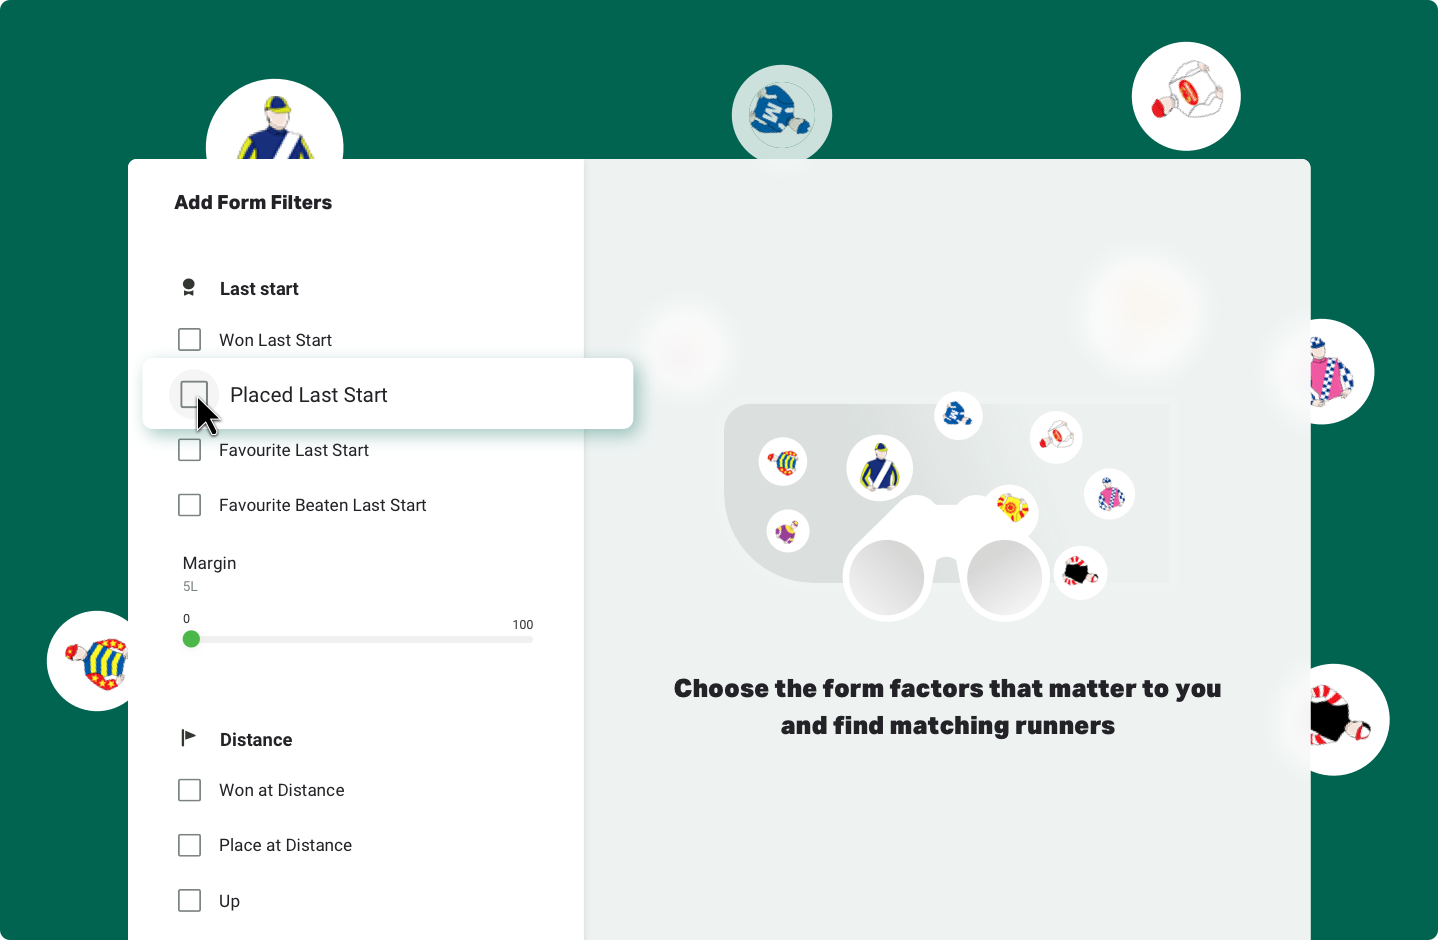 Add Form Filters
Last start
Won Last Start
Placed Last Start
Favourite Last Start
Favourite Beaten Last Start
Margin
5L
0
100
Distance
Won at Distance
Place at Distance
Up
M
Choose the form factors that matter to you
and find matching runners